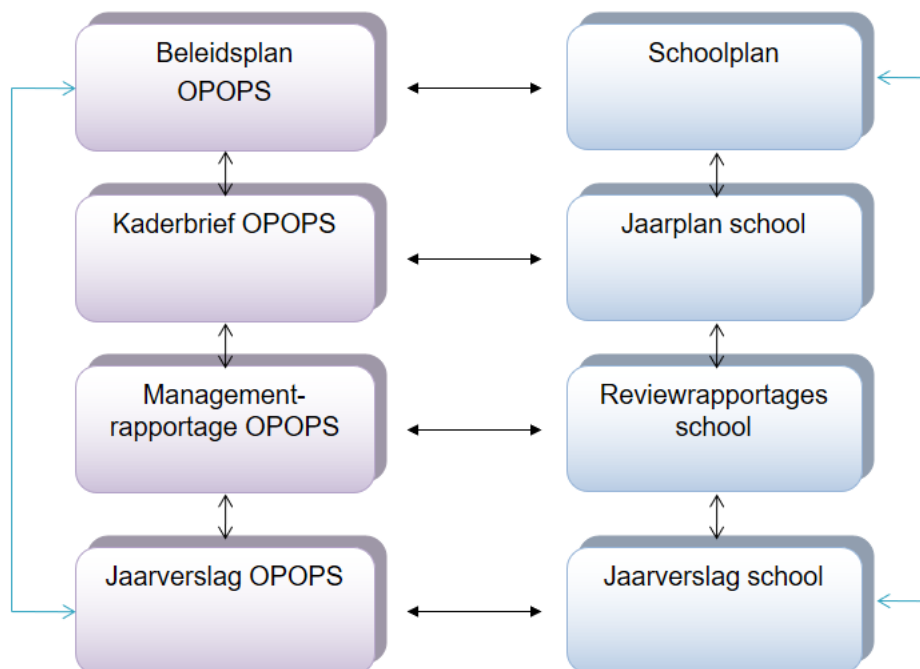 Beleidsplan
OPOPS
Schoolplan
Kaderbrief OPOPS
Jaarplan school
Management-
rapportage OPOPS
Reviewrapportages
school
Jaarverslag OPOPS
Jaarverslag school